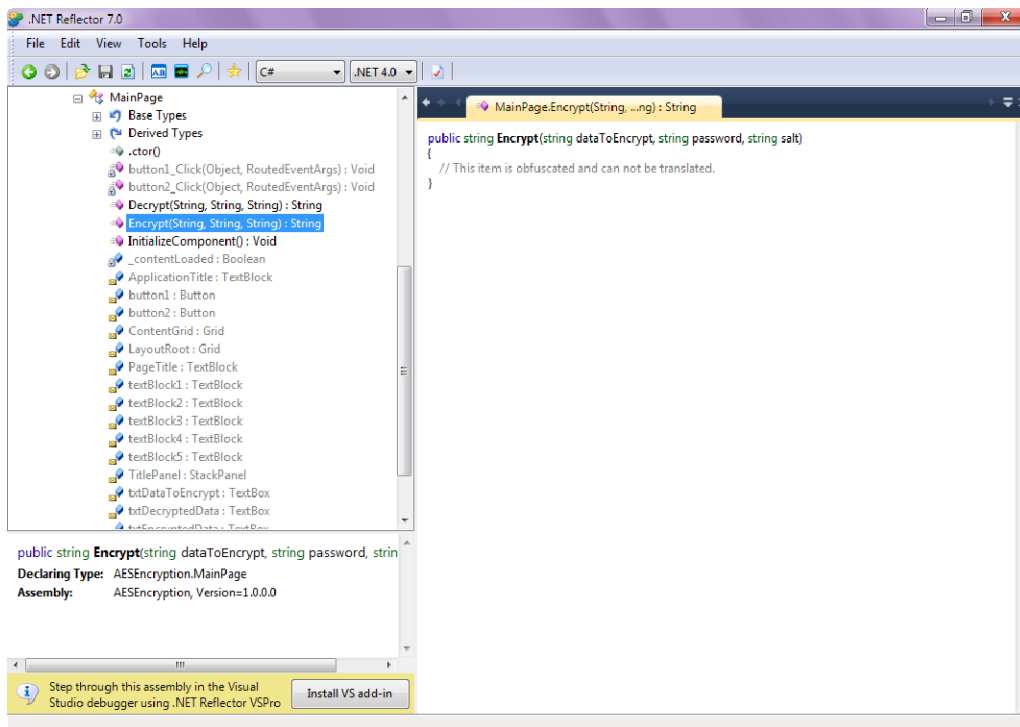 .NET Reflector 7.0
File Edit View Tools Help
C# .NET 4.0
MainPage
Base Types
Derived Types
.ctor()
button1_Click(Object, RoutedEventArgs) : Void
button2_Click(Object, RoutedEventArgs) : Void
Decrypt(String, String, String) : String
Encrypt(String, String, String) : String
InitializeComponent() : Void
_contentLoaded : Boolean
ApplicationTitle : TextBlock
button1 : Button
button2 : Button
ContentGrid : Grid
LayoutRoot : Grid
PageTitle : TextBlock
textBlock1 : TextBlock
textBlock2 : TextBlock
textBlock3 : TextBlock
textBlock4 : TextBlock
textBlock5 : TextBlock
TitlePanel : StackPanel
txtDataToEncrypt : TextBox
txtDecryptedData : TextBox
txtEncryptedData : TextBox
public string Encrypt(string dataToEncrypt, string password, strin
Declaring Type: AESEncryption.MainPage
Assembly: AESEncryption, Version=1.0.0.0
Step through this assembly in the Visual
Studio debugger using .NET Reflector VSPro
Install VS add-in
MainPage.Encrypt(String, ...ng) : String
public string Encrypt(string dataToEncrypt, string password, string salt)
{
// This item is obfuscated and can not be translated.
}